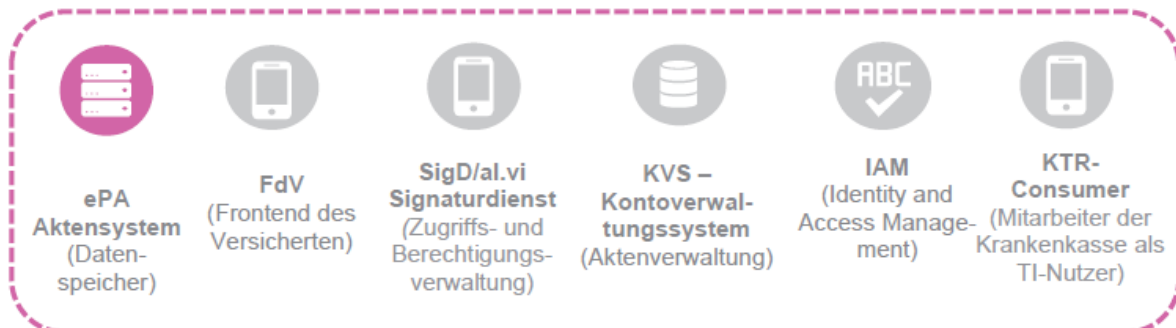 ABC
ePA
Aktensystem
(Daten-
speicher)
FdV
(Frontend des
Versicherten)
SigD/al.vi
Signaturdienst
(Zugriffs- und
Berechtigungs-
verwaltung)
KVS –
Kontoverwal-
tungssystem
(Aktenverwaltung)
IAM
(Identity and
Access Manage-
ment)
KTR-
Consumer
(Mitarbeiter der
Krankenkasse als
TI-Nutzer)